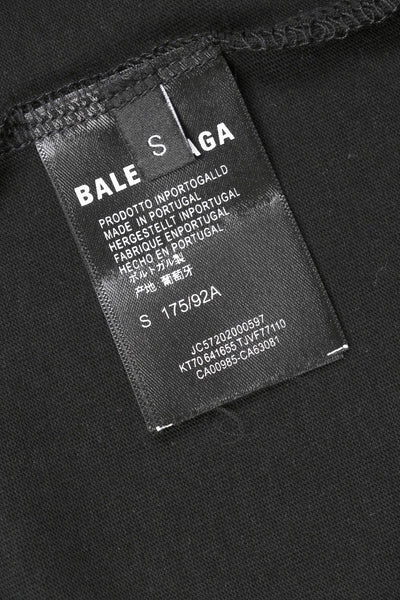 S
BALE AGA
PRODOTTO INPORTOGALLD
MADE IN PORTUGAL
HERGESTELLT INPORTUGAL
FABRIQUE ENPORTUGAL
HECHO EN PORTUGAL
ポルトガル製
产地 葡萄牙
S 175/92A
JC57202000597
KT70 641655 TJVF77110
CA00985-CA63081